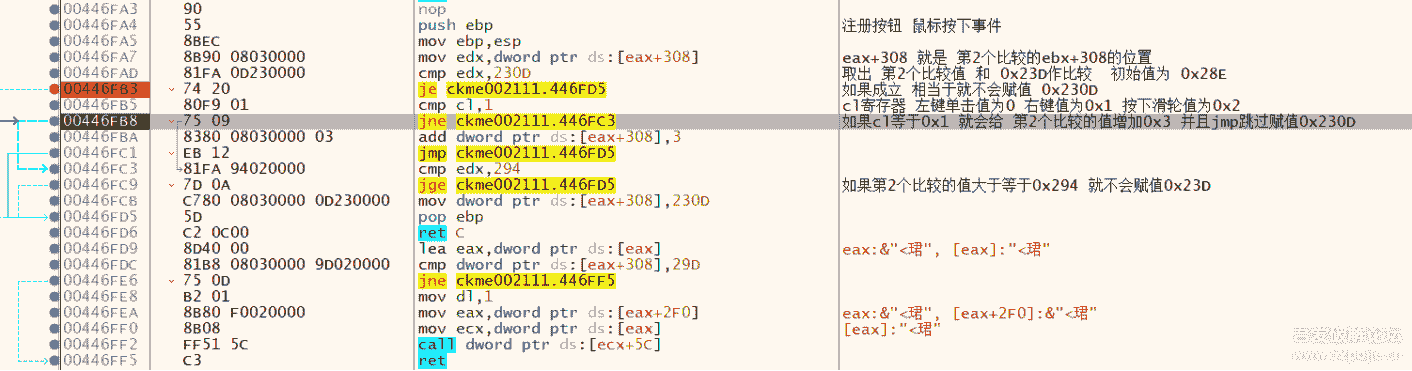 00446FA3 90 nop
00446FA4 55 push ebp 注册按钮 鼠标按下事件
00446FA5 8BEC mov ebp,esp
00446FA7 8B90 08030000 mov edx,dword ptr ds:[eax+308] eax+308 就是 第2个比较的ebx+308的位置
00446FAD 81FA 0D230000 cmp edx,230D 取出 第2个比较值 和 0x23D作比较 初始值为 0x28E
00446FB3 74 20 je ckme002111.446FD5 如果成立 相当于就不会赋值 0x230D
00446FB5 80F9 01 cmp cl,1 cl寄存器 左键单击值为0 右键值为0x1 按下滑轮值为0x2
00446FB8 75 09 jne ckme002111.446FC3 如果cl等于0x1 就会给 第2个比较的值增加0x3 并且jmp跳过赋值0x230D
00446FBA 8380 08030000 03 add dword ptr ds:[eax+308],3
00446FC1 EB 12 jmp ckme002111.446FD5
00446FC3 81FA 94020000 cmp edx,294
00446FC9 7D 0A jge ckme002111.446FD5 如果第2个比较的值大于等于0x294 就不会赋值0x23D
00446FCB C780 08030000 0D230000 mov dword ptr ds:[eax+308],230D
00446FD5 5D pop ebp
00446FD6 C2 0C00 ret C
00446FD9 8D40 00 lea eax,dword ptr ds:[eax] eax:&"<珺", [eax]:"<珺"
00446FDC 81B8 08030000 9D020000 cmp dword ptr ds:[eax+308],29D
00446FE6 75 0D jne ckme002111.446FF5
00446FE8 B2 01 mov dl,1
00446FEA 8B80 F0020000 mov eax,dword ptr ds:[eax+2F0] eax:&"<珺", [eax+2F0]:&"<珺"
00446FF0 8B08 mov ecx,dword ptr ds:[eax] [eax]:"<珺"
00446FF2 FF51 5C call dword ptr ds:[ecx+5C]
00446FF5 C3 ret